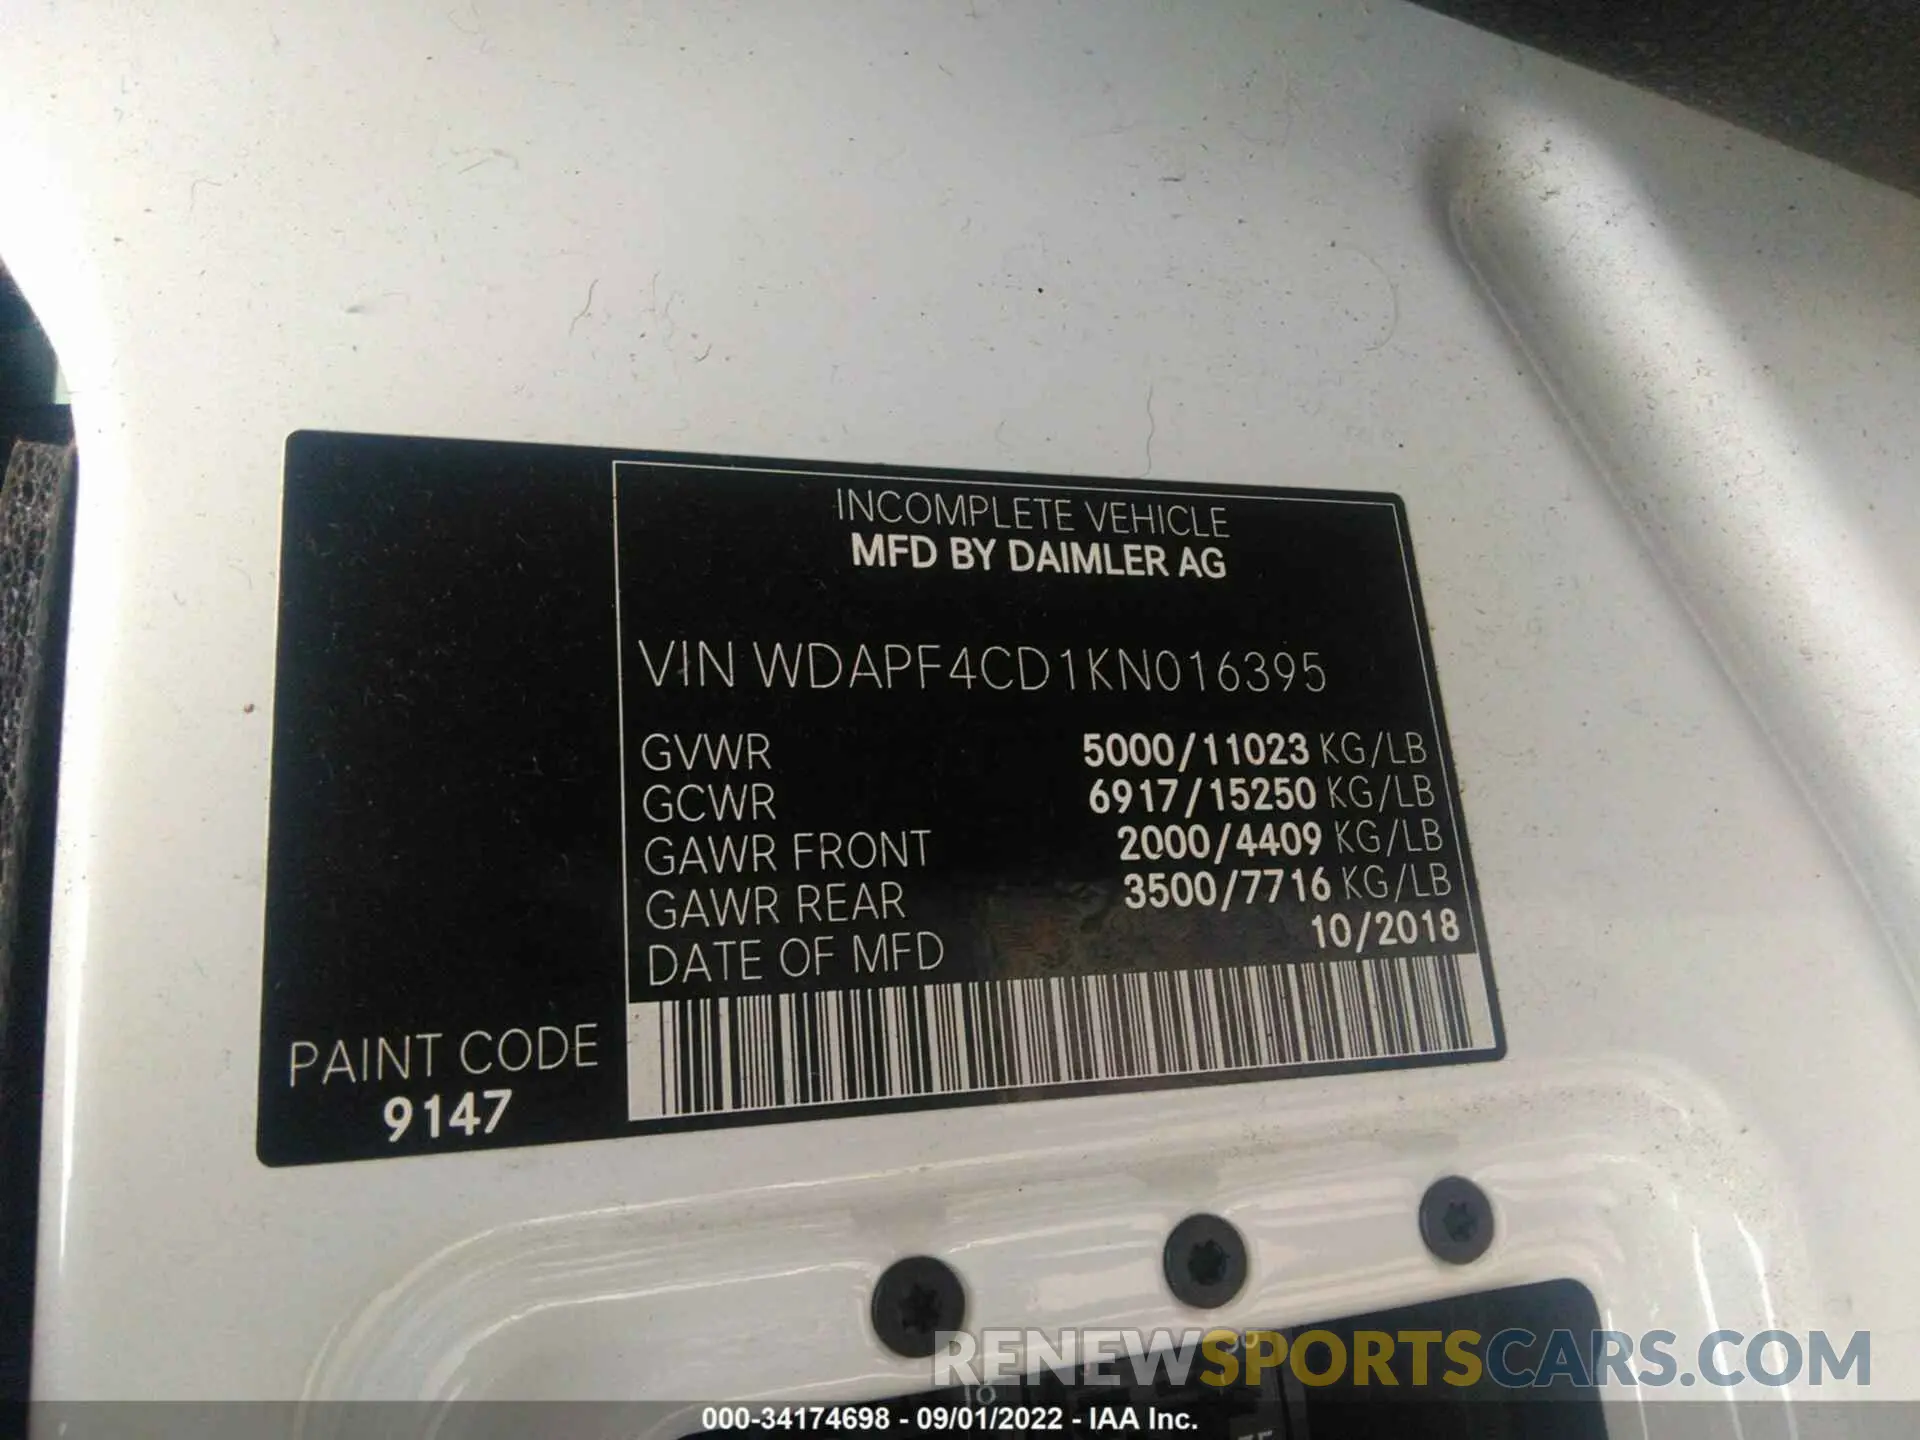 INCOMPLETE VEHICLE
MFD BY DAIMLER AG
VIN WDAPF4CD1KN016395
GVWR 5000/11023 KG/LB
GCWR 6917/15250 KG/LB
GAWR FRONT 2000/4409 KG/LB
GAWR REAR 3500/7716 KG/LB
DATE OF MFD 10/2018
PAINT CODE
9147
RENEWSPORTSCARS.COM
000-34174698 - 09/01/2022 - IAA Inc.